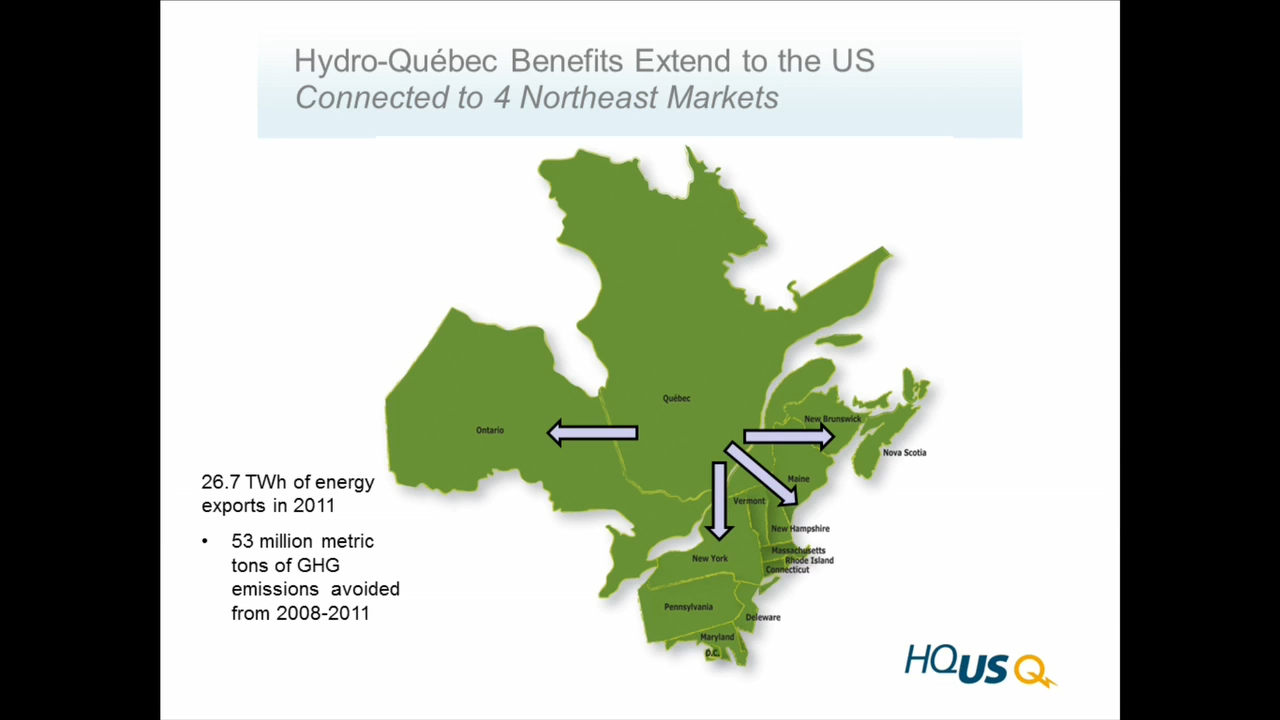 Hydro-Québec Benefits Extend to the US
Connected to 4 Northeast Markets
Québec
Ontario
New Brunswick
Nova Scotia
Maine
Vermont
New Hampshire
Massachusetts
Rhode Island
Connecticut
New York
Pennsylvania
Deleware
Maryland
D.C.
26.7 TWh of energy
exports in 2011
• 53 million metric
tons of GHG
emissions avoided
from 2008-2011
HQUS